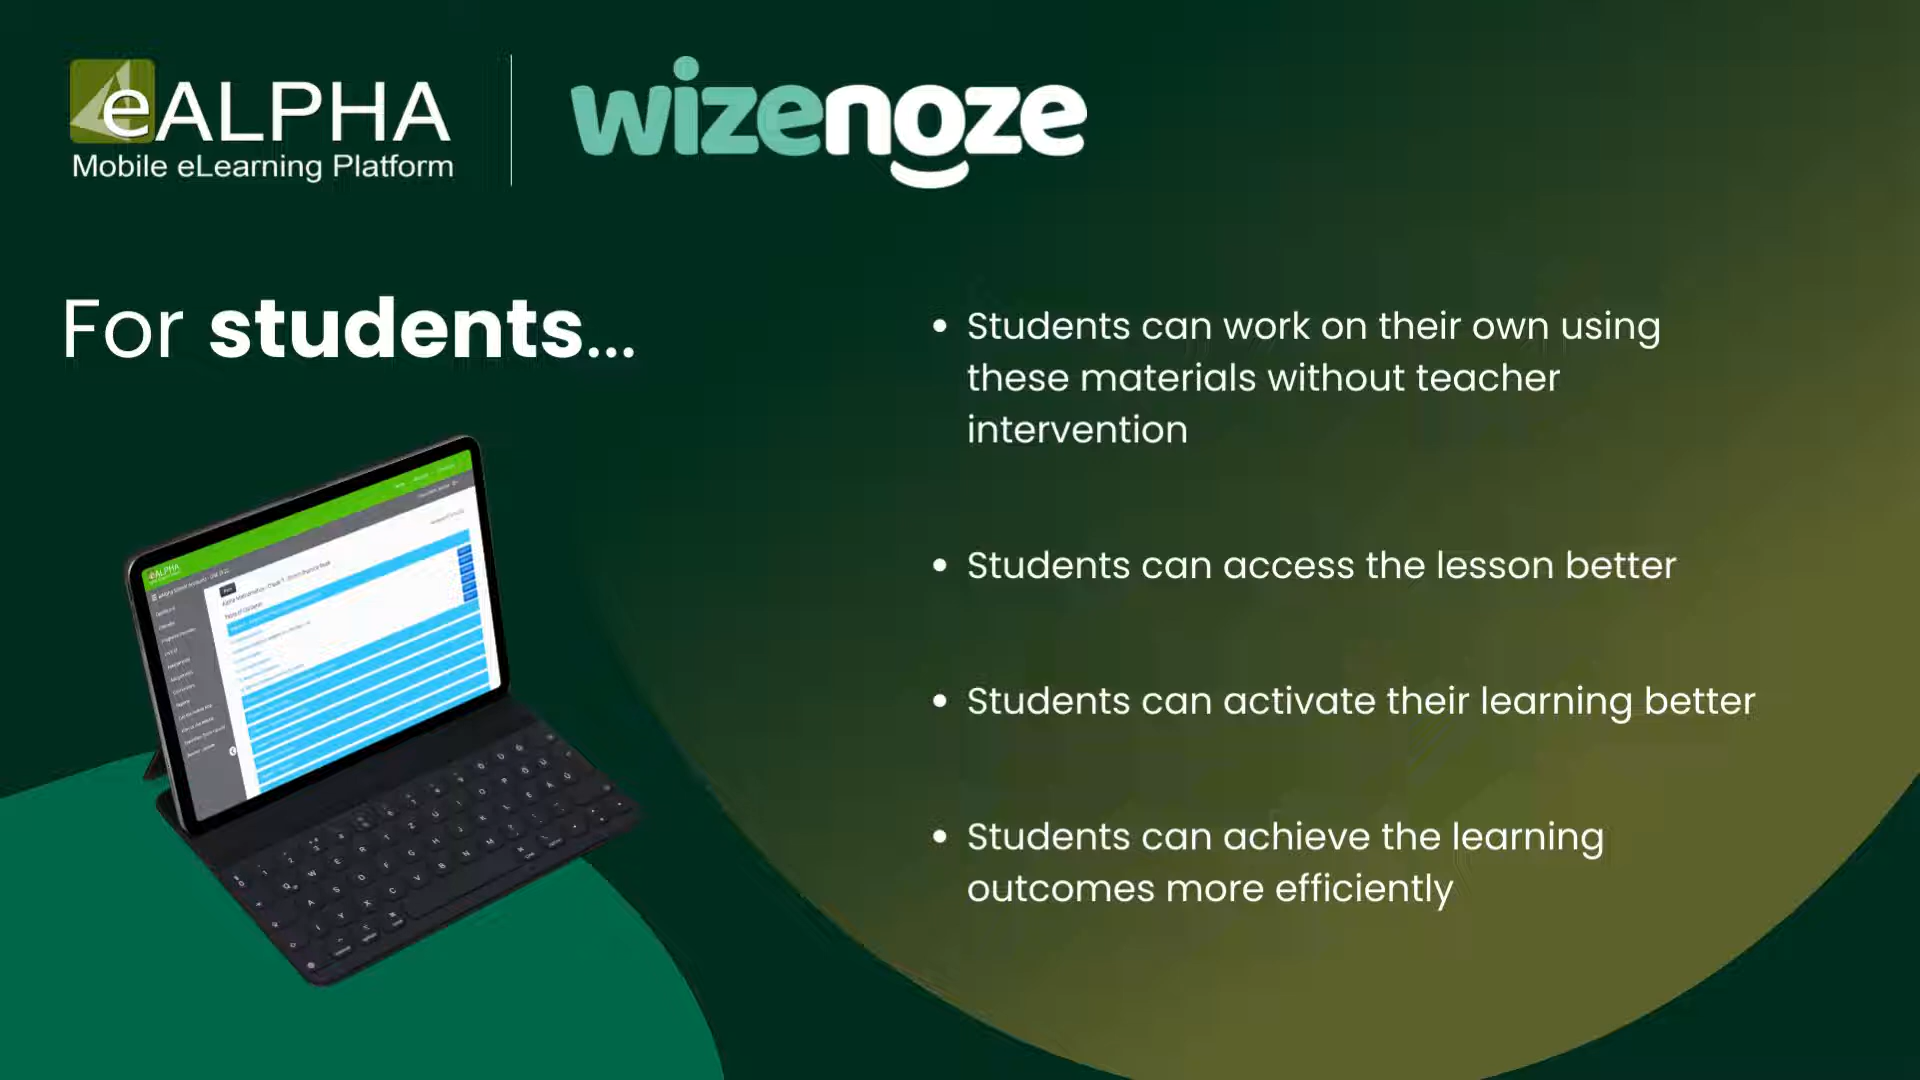 eALPHA
Mobile eLearning Platform
wizenoze
For students...
• Students can work on their own using
these materials without teacher
intervention
• Students can access the lesson better
• Students can activate their learning better
• Students can achieve the learning
outcomes more efficiently
eALPHA